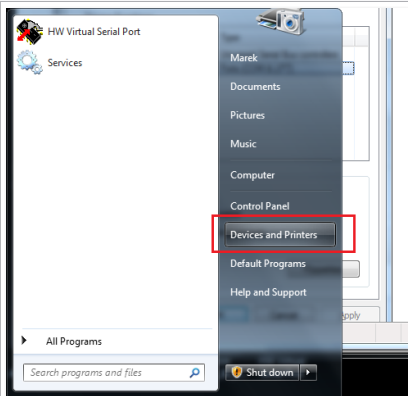 HW Virtual Serial Port
Services
Marek
Documents
Pictures
Music
Computer
Control Panel
Devices and Printers
Default Programs
Help and Support
Apply
All Programs
Search programs and files
Shut down